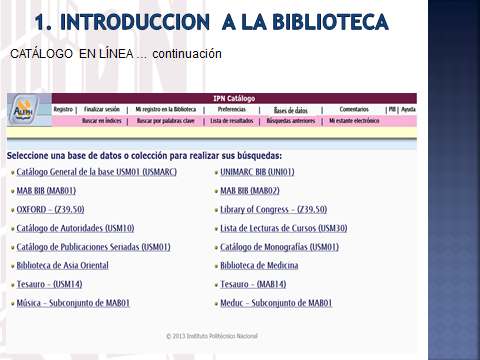 1. INTRODUCCION A LA BIBLIOTECA
CATÁLOGO EN LÍNEA … continuación
IPN Catálogo
ALEPH
Registro | Finalizar sesión | Mi registro en la Biblioteca | Preferencias | Bases de datos | Comentarios | PIB | Ayuda
Buscar en índices | Buscar por palabras clave | Lista de resultados | Búsquedas anteriores | Mi estante electrónico
Seleccione una base de datos o colección para realizar sus búsquedas:
Catálogo General de la base USM01 (USMARC) UNIMARC BIB (UNI01)
MAB BIB (MAB01) MAB BIB (MAB02)
OXFORD - (Z39.50) Library of Congress - (Z39.50)
Catálogo de Autoridades (USM10) Lista de Lecturas de Cursos (USM30)
Catálogo de Publicaciones Seriadas (USM01) Catálogo de Monografías (USM01)
Biblioteca de Asia Oriental Biblioteca de Medicina
Tesauro - (USM14) Tesauro - (MAB14)
Música - Subconjunto de MAB01 Meduc - Subconjunto de MAB01
© 2013 Instituto Politécnico Nacional